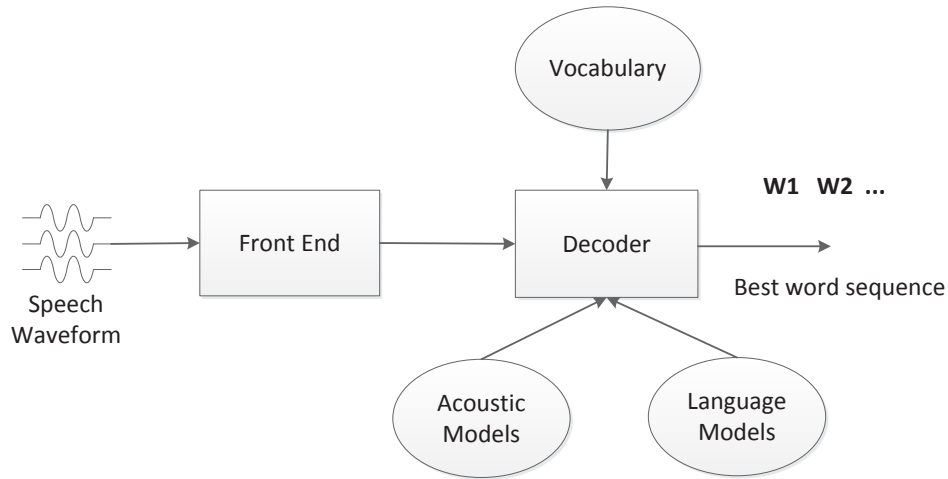 Vocabulary
W1 W2 ...
Front End
Decoder
Best word sequence
Speech
Waveform
Acoustic
Models
Language
Models